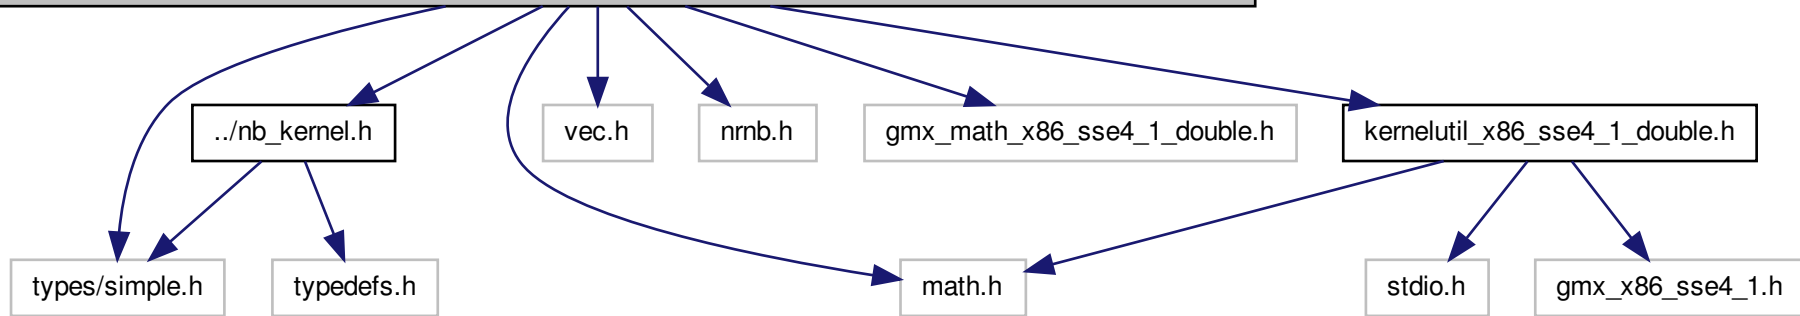 ../nb_kernel.h
vec.h
nrnb.h
gmx_math_x86_sse4_1_double.h
kernelutil_x86_sse4_1_double.h
types/simple.h
typedefs.h
math.h
stdio.h
gmx_x86_sse4_1.h